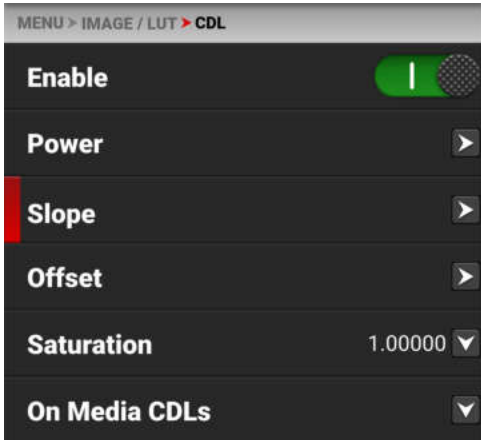 MENU > IMAGE / LUT > CDL
Enable
Power
Slope
Offset
Saturation 1.00000
On Media CDLs